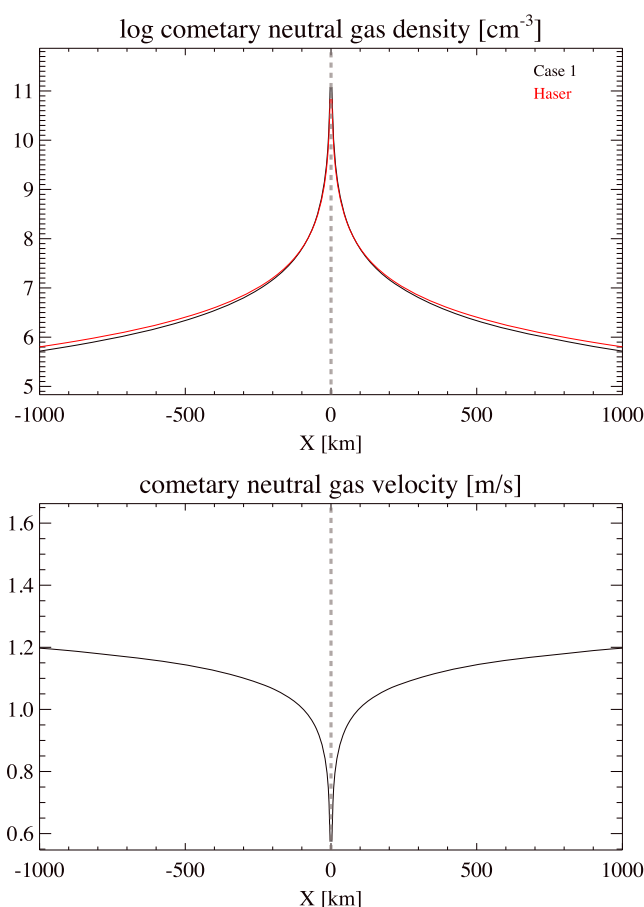 log cometary neutral gas density [cm-3]
Case 1
Haser
11
10
9
8
7
6
5
-1000 -500 0 500 1000
X [km]
cometary neutral gas velocity [m/s]
1.6
1.4
1.2
1.0
0.8
0.6
-1000 -500 0 500 1000
X [km]